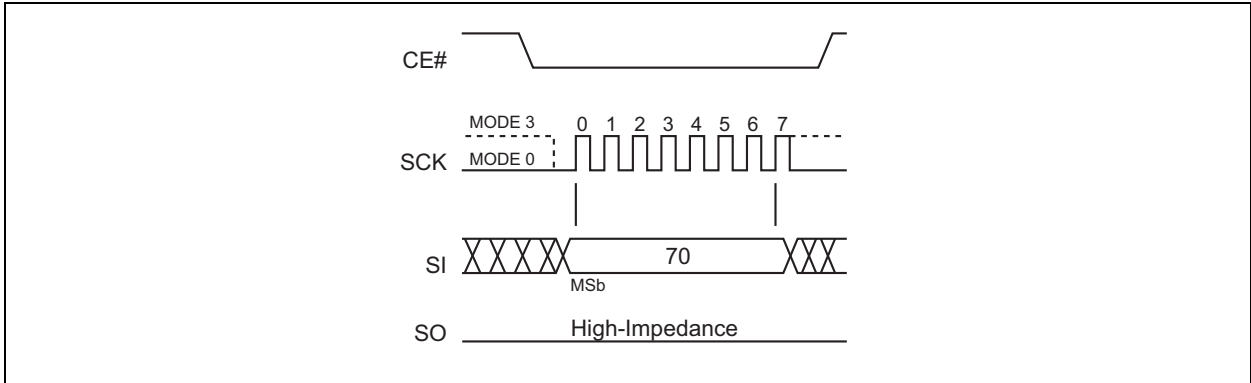 CE#
MODE 3
0 1 2 3 4 5 6 7
SCK
MODE 0
SI
70
MSb
SO
High-Impedance